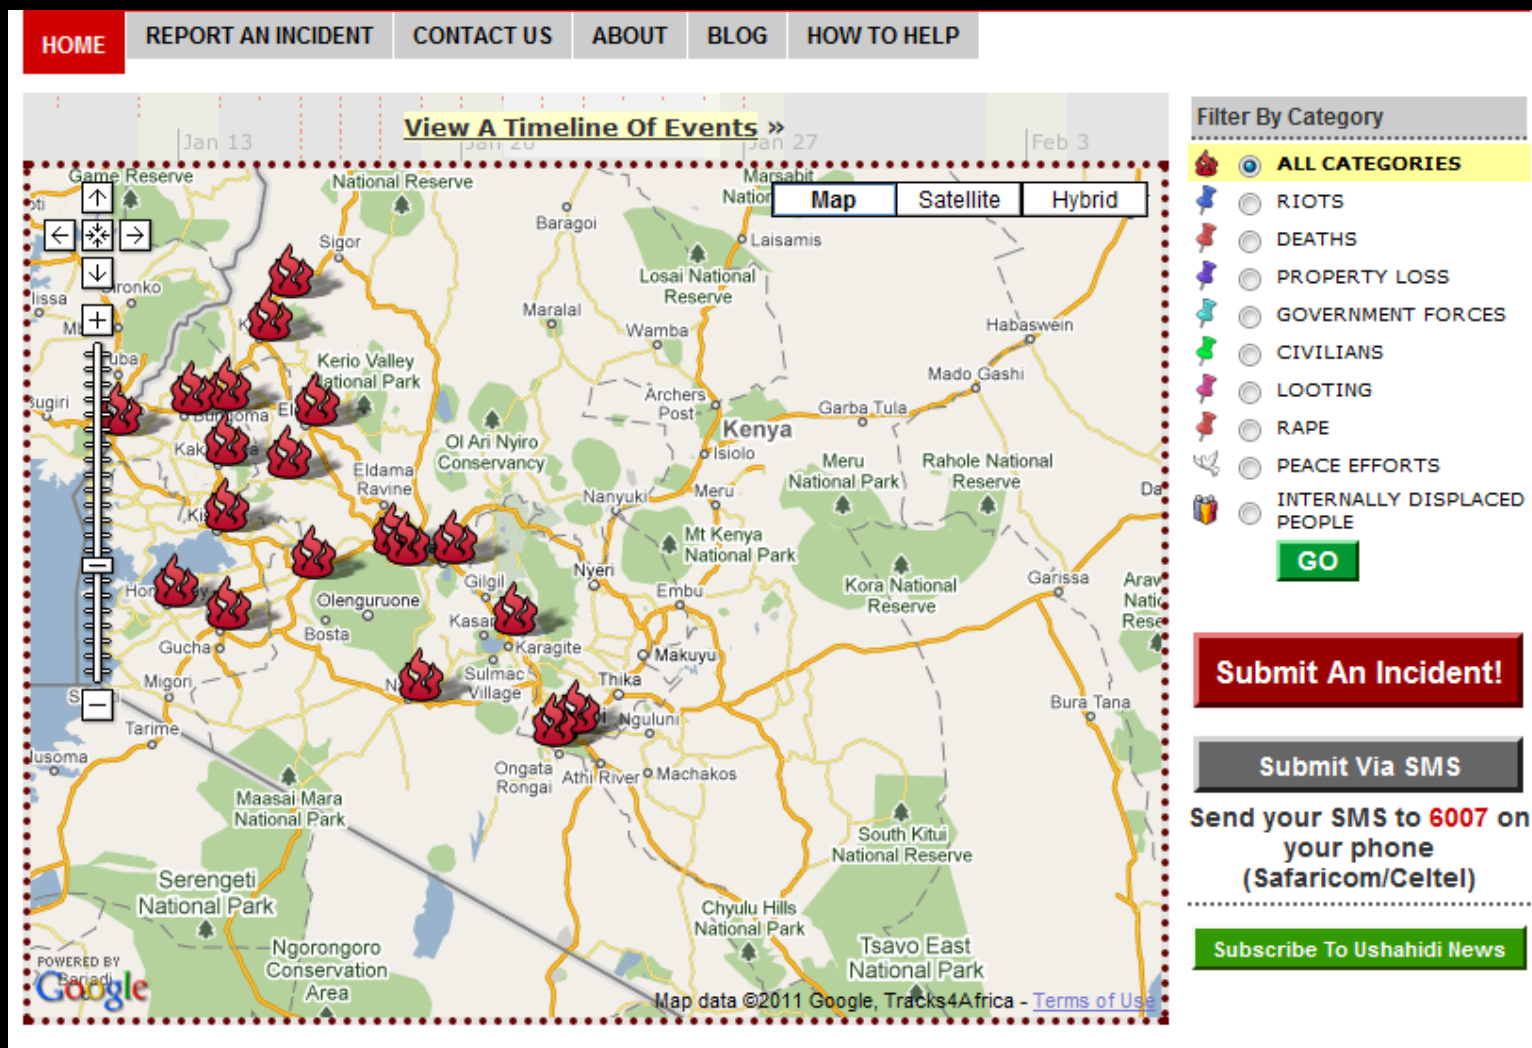 HOME
REPORT AN INCIDENT
CONTACT US
ABOUT
BLOG
HOW TO HELP
View A Timeline Of Events »
Jan 13
Jan 20
Jan 27
Feb 3
Game Reserve
National Reserve
Marsabit
Map
Satellite
Hybrid
Baragoi
Sigor
Laisamis
Losai National
Reserve
Maralal
Wamba
Habaswein
Kerio Valley
National Park
Mado Gashi
Archers
Post
Garba Tula
Kenya
Ol Ari Nyiro
Conservancy
Isiolo
Eldama
Ravine
Meru
National Park
Rahole National
Reserve
Nanyuki
Meru
Mt Kenya
National Park
Nyeri
Gilgil
Embu
Kora National
Reserve
Garissa
Olenguruone
Bosta
Gucha
Karagite
Makuyu
Migori
Sulmac
Village
Thika
Bura Tana
Nguluni
Tarime
Ongata
Rongai
Athi River
Machakos
Maasai Mara
National Park
South Kitui
National Reserve
Serengeti
National Park
Chyulu Hills
National Park
Tsavo East
National Park
Ngorongoro
Conservation
Area
POWERED BY
Google
Map data ©2011 Google, Tracks4Africa - Terms of Use
Filter By Category
ALL CATEGORIES
RIOTS
DEATHS
PROPERTY LOSS
GOVERNMENT FORCES
CIVILIANS
LOOTING
RAPE
PEACE EFFORTS
INTERNALLY DISPLACED
PEOPLE
GO
Submit An Incident!
Submit Via SMS
Send your SMS to 6007 on
your phone
(Safaricom/Celtel)
Subscribe To Ushahidi News